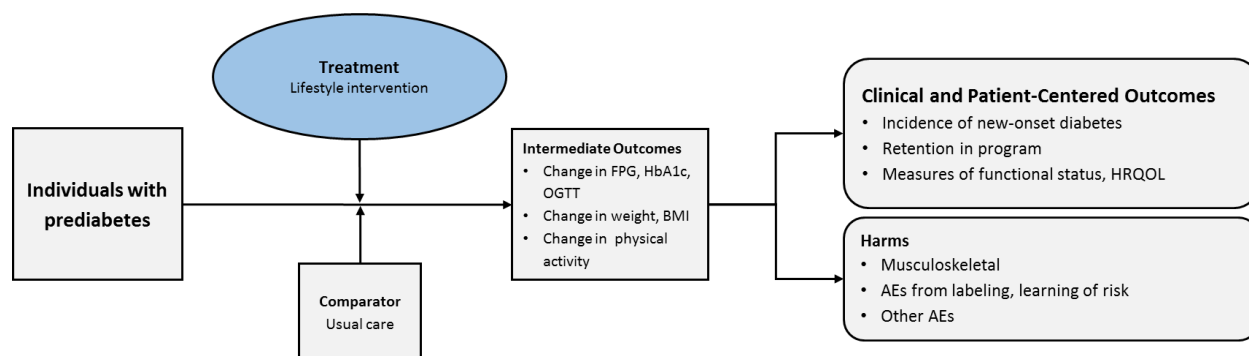 Treatment
Lifestyle intervention
Individuals with
prediabetes
Comparator
Usual care
Intermediate Outcomes
• Change in FPG, HbA1c,
OGTT
• Change in weight, BMI
• Change in physical
activity
Clinical and Patient-Centered Outcomes
• Incidence of new-onset diabetes
• Retention in program
• Measures of functional status, HRQOL
Harms
• Musculoskeletal
• AEs from labeling, learning of risk
• Other AEs